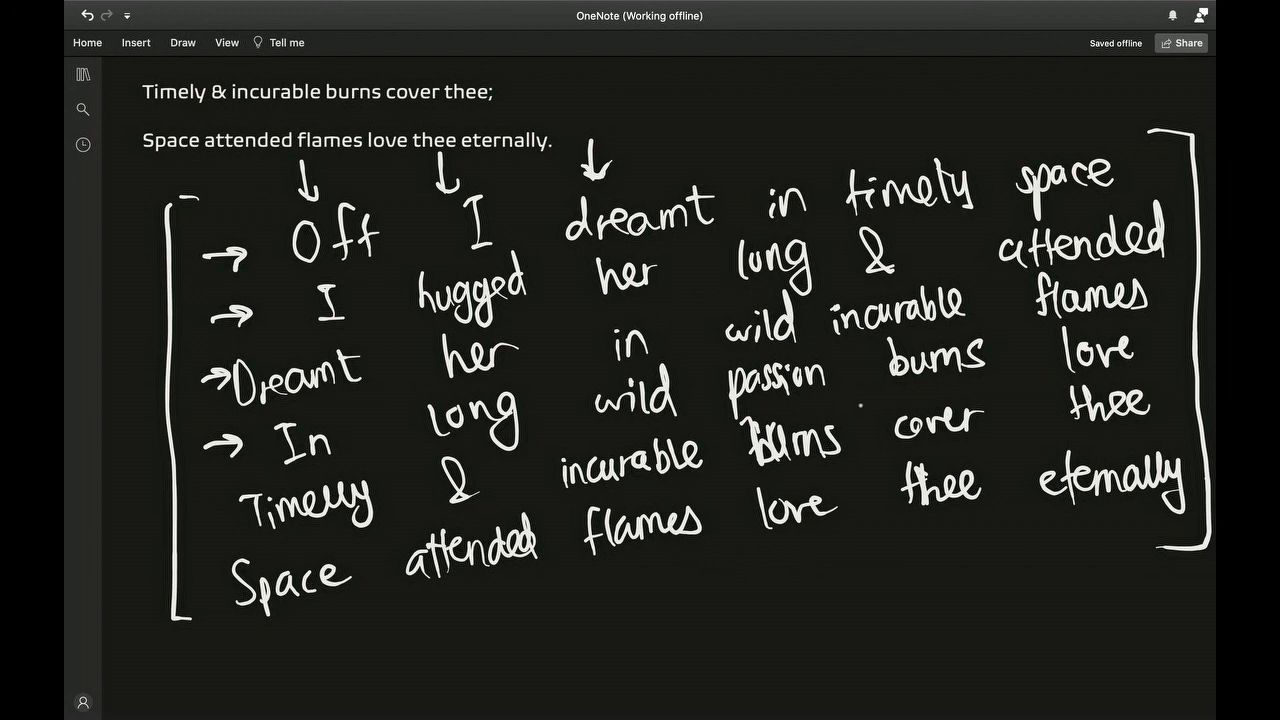 OneNote (Working offline)
Home Insert Draw View Tell me
Saved offline Share
Timely & incurable burns cover thee;
Space attended flames love thee eternally.
Off I dreamt in timely space
I hugged her long & attended
Dreamt her in wild incurable flames
In long wild passion burns love
Timely & incurable burns cover thee
Space attended flames love thee eternally